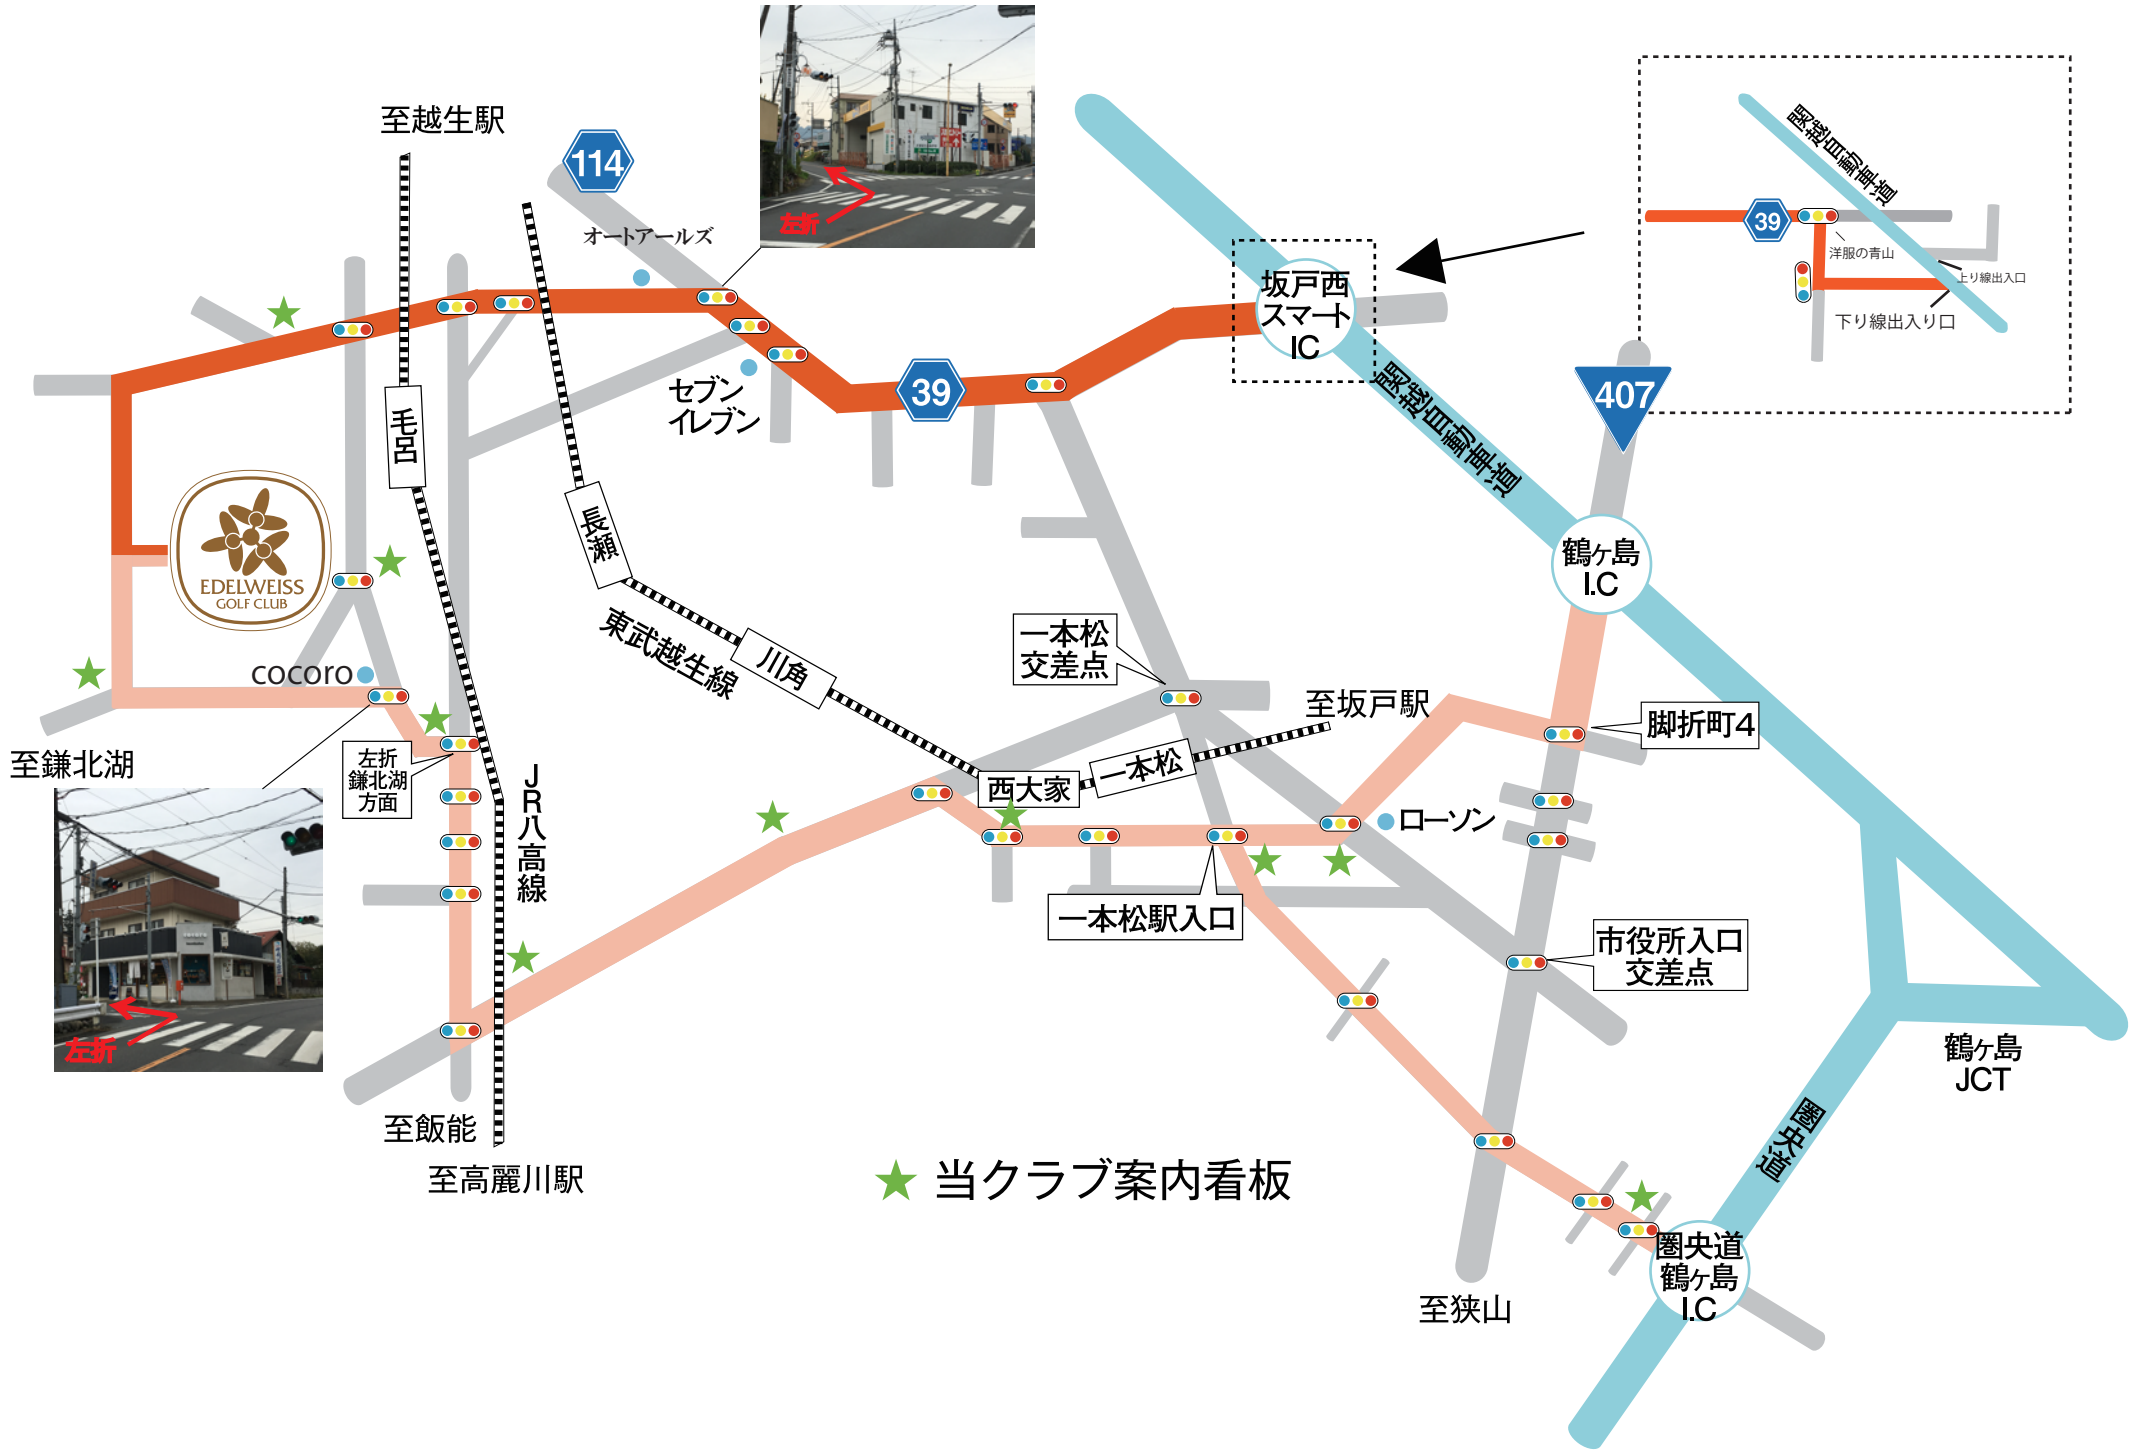 至越生駅
114
オートアールズ
左折
坂戸西
スマート
IC
関越自動車道
39
洋服の青山
上り線出入口
下り線出入り口
407
関越自動車道
39
セブン
イレブン
毛呂
長瀬
EDELWEISS
GOLF CLUB
鶴ヶ島
I.C
東武越生線
川角
一本松
交差点
cocoro
至坂戸駅
脚折町4
至鎌北湖
左折
鎌北湖
方面
JR八高線
西大家
一本松
ローソン
一本松駅入口
市役所入口
交差点
左折
鶴ヶ島
JCT
圏央道
至飯能
至高麗川駅
当クラブ案内看板
圏央道
鶴ヶ島
I.C
至狭山